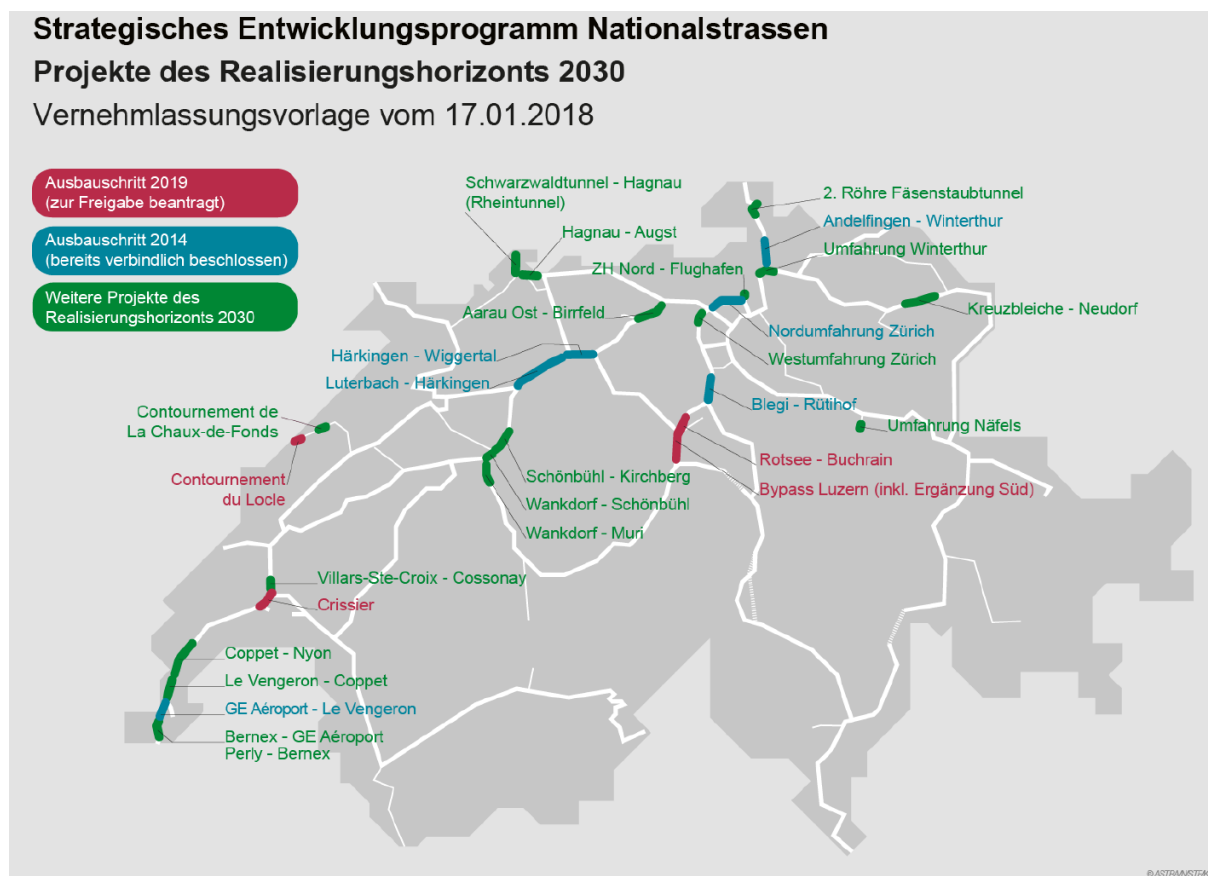 Strategisches Entwicklungsprogramm Nationalstrassen
Projekte des Realisierungshorizonts 2030
Vernehmlassungsvorlage vom 17.01.2018
Ausbauschritt 2019
(zur Freigabe beantragt)
Ausbauschritt 2014
(bereits verbindlich beschlossen)
Weitere Projekte des
Realisierungshorizonts 2030
Schwarzwaldtunnel - Hagnau
(Rheintunnel)
Hagnau - Augst
2. Röhre Fäsenstaubtunnel
Andelfingen - Winterthur
Umfahrung Winterthur
ZH Nord - Flughafen
Kreuzbleiche - Neudorf
Aarau Ost - Birrfeld
Nordumfahrung Zürich
Westumfahrung Zürich
Härkingen - Wiggertal
Luterbach - Härkingen
Blegi - Rütihof
Contournement de
La Chaux-de-Fonds
Umfahrung Näfels
Contournement
du Locle
Rotsee - Buchrain
Bypass Luzern (inkl. Ergänzung Süd)
Schönbühl - Kirchberg
Wankdorf - Schönbühl
Wankdorf - Muri
Villars-Ste-Croix - Cossonay
Crissier
Coppet - Nyon
Le Vengeron - Coppet
GE Aéroport - Le Vengeron
Bernex - GE Aéroport
Perly - Bernex